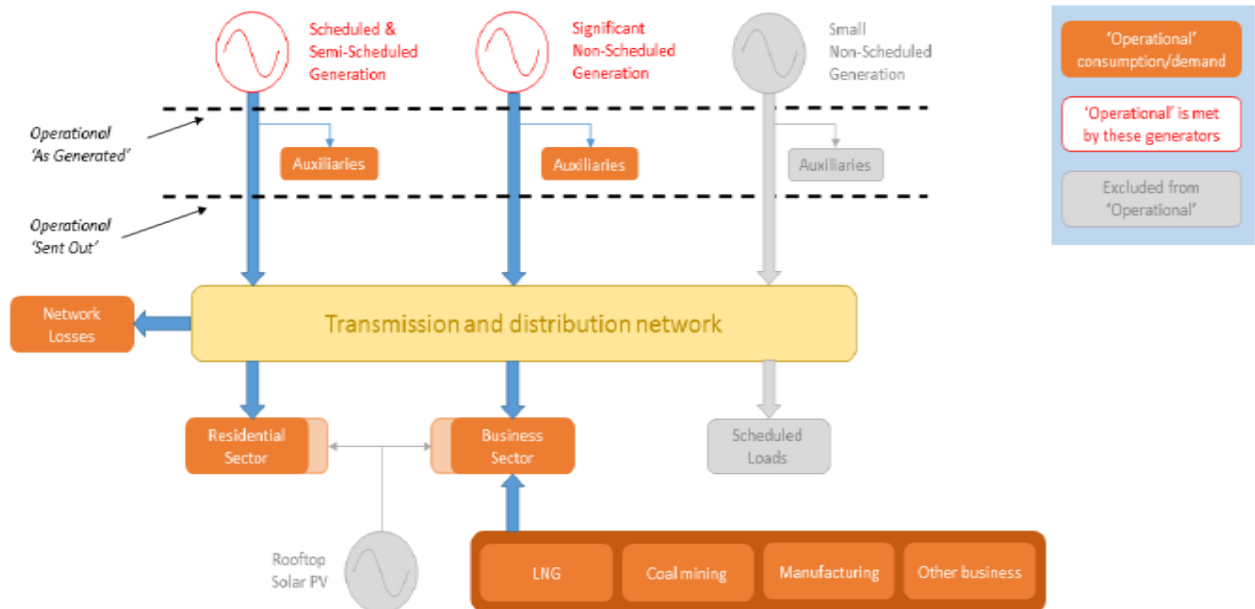 Scheduled &
Semi-Scheduled
Generation
Significant
Non-Scheduled
Generation
Small
Non-Scheduled
Generation
'Operational'
consumption/demand
'Operational' is met
by these generators
Excluded from
'Operational'
Operational
'As Generated'
Auxiliaries
Auxiliaries
Auxiliaries
Operational
'Sent Out'
Network
Losses
Transmission and distribution network
Residential
Sector
Business
Sector
Scheduled
Loads
Rooftop
Solar PV
LNG
Coal mining
Manufacturing
Other business